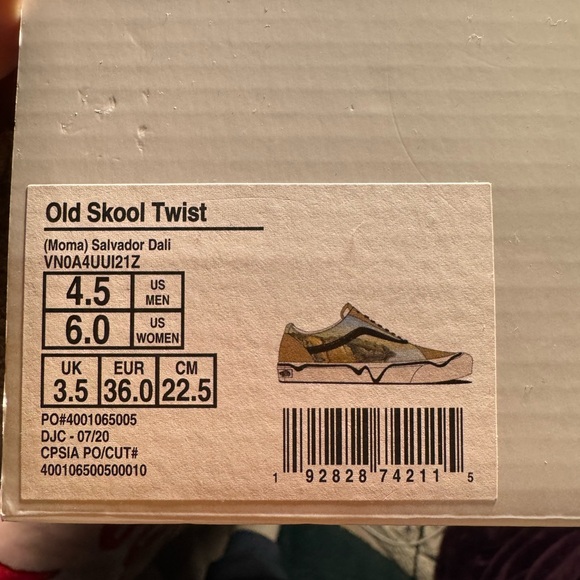 Old Skool Twist
(Moma) Salvador Dali
VN0A4UUI21Z
4.5 US MEN
6.0 US WOMEN
UK EUR CM
3.5 36.0 22.5
PO#4001065005
DJC - 07/20
CPSIA PO/CUT#
400106500500010
1 92828 74211 5